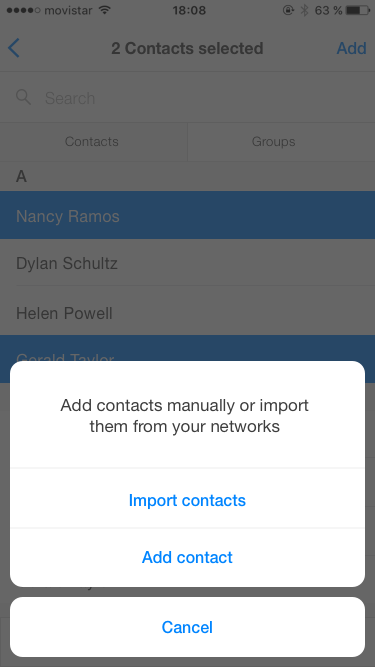 movistar 18:08 63 %
2 Contacts selected Add
Search
Contacts Groups
A
Nancy Ramos
Dylan Schultz
Helen Powell
Gerald Taylor
Add contacts manually or import
them from your networks
Import contacts
Add contact
Cancel